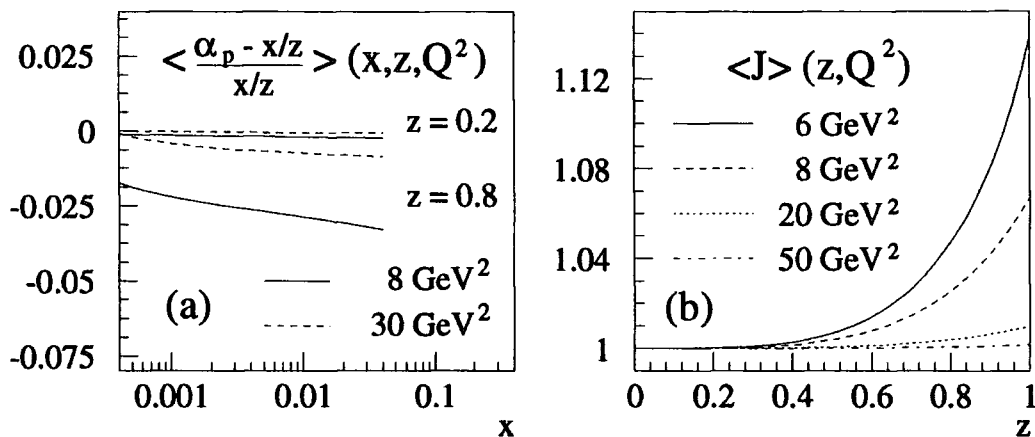 0.025
0
-0.025
-0.05
-0.075
< (α_p - x/z) / (x/z) > (x,z,Q²)
z = 0.2
z = 0.8
(a)
8 GeV²
30 GeV²
0.001
0.01
0.1
x
1.12
1.08
1.04
1
<J> (z,Q²)
6 GeV²
8 GeV²
20 GeV²
50 GeV²
(b)
0
0.2
0.4
0.6
0.8
1
z